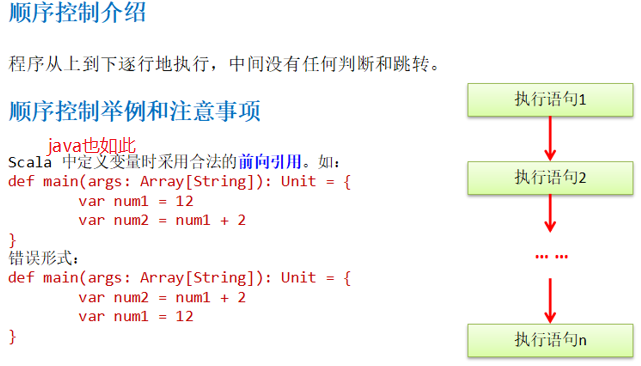 顺序控制介绍
程序从上到下逐行地执行，中间没有任何判断和跳转。
顺序控制举例和注意事项
java也如此
Scala 中定义变量时采用合法的前向引用。如：
def main(args: Array[String]): Unit = {
var num1 = 12
var num2 = num1 + 2
}
错误形式：
def main(args: Array[String]): Unit = {
var num2 = num1 + 2
var num1 = 12
}
执行语句1
执行语句2
... ...
执行语句n